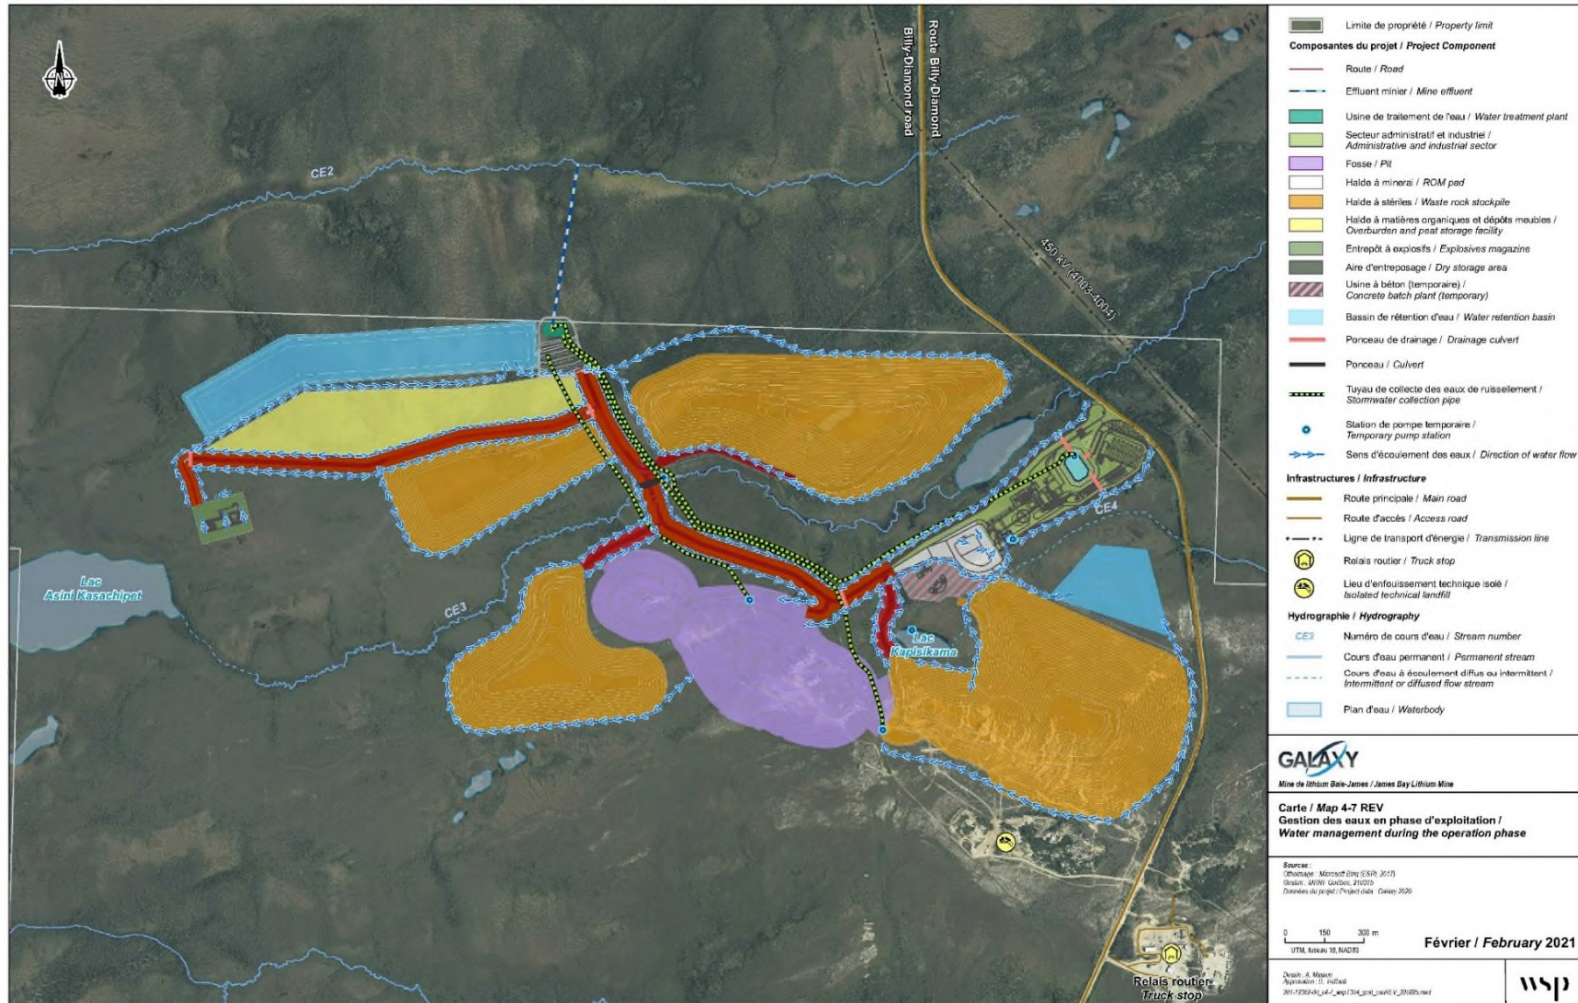 Route Billy-Diamond
Billy-Diamond road
CE2
450 kV (4003-4004)
CE4
Lac
Asini Kasachipet
CE3
Lac
Kapisikama
Relais routier
Truck stop
Limite de propriété / Property limit
Composantes du projet / Project Component
Route / Road
Effluent minier / Mine effluent
Usine de traitement de l'eau / Water treatment plant
Secteur administratif et industriel /
Administrative and industrial sector
Fosse / Pit
Halde à minerai / ROM pad
Halde à stériles / Waste rock stockpile
Halde à matières organiques et dépôts meubles /
Overburden and peat storage facility
Entrepôt à explosifs / Explosives magazine
Aire d'entreposage / Dry storage area
Usine à béton (temporaire) /
Concrete batch plant (temporary)
Bassin de rétention d'eau / Water retention basin
Ponceau de drainage / Drainage culvert
Ponceau / Culvert
Tuyau de collecte des eaux de ruissellement /
Stormwater collection pipe
Station de pompe temporaire /
Temporary pump station
Sens d'écoulement des eaux / Direction of water flow
Infrastructures / Infrastructure
Route principale / Main road
Route d'accès / Access road
Ligne de transport d'énergie / Transmission line
Relais routier / Truck stop
Lieu d'enfouissement technique isolé /
Isolated technical landfill
Hydrographie / Hydrography
CE3 Numéro de cours d'eau / Stream number
Cours d'eau permanent / Permanent stream
Cours d'eau à écoulement diffus ou intermittent /
Intermittent or diffused flow stream
Plan d'eau / Waterbody
GALAXY
Mine de lithium Baie-James / James Bay Lithium Mine
Carte / Map 4-7 REV
Gestion des eaux en phase d'exploitation /
Water management during the operation phase
Sources :
Données du projet / Project data : Galaxy 2020
0 150 300 m
UTM, fuseau 18, NAD83
Février / February 2021
wsp